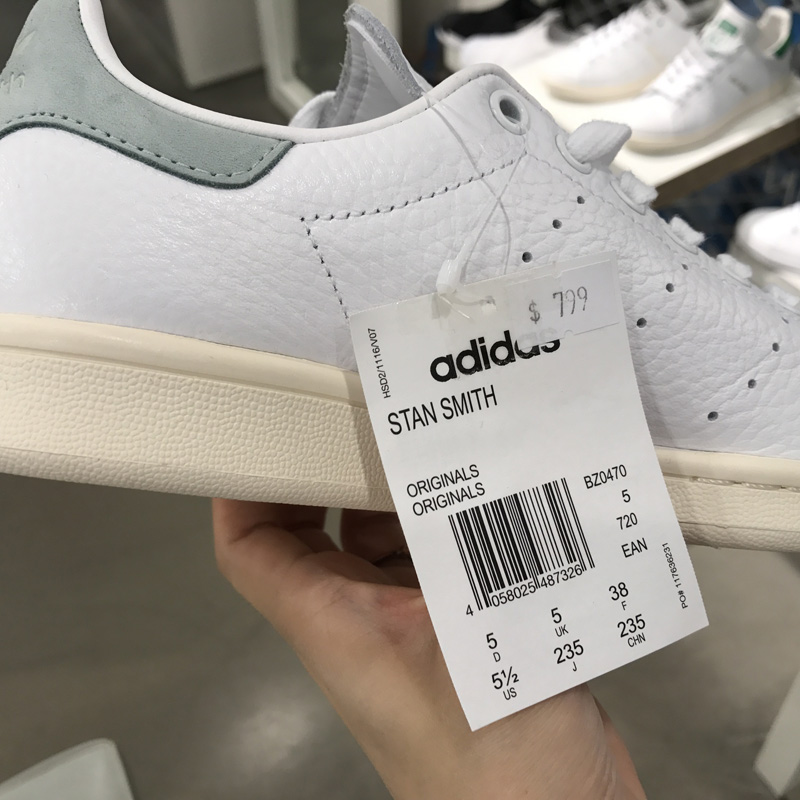 $ 799
HSD2/116/V07
adidas
STAN SMITH
ORIGINALS
ORIGINALS
BZ0470
5
720
EAN
4 058025 487326
PO# 117636231
5 5 38
D UK F
5½ 235 235
US J CHN